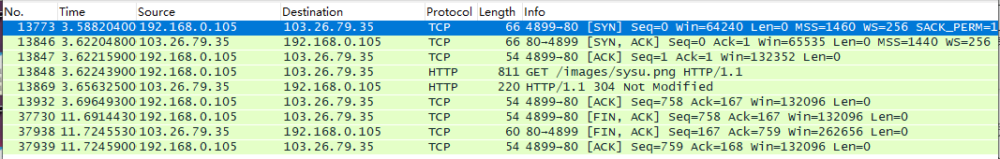 No. Time Source Destination Protocol Length Info
13773 3.58820400 192.168.0.105 103.26.79.35 TCP 66 4899→80 [SYN] Seq=0 Win=64240 Len=0 MSS=1460 WS=256 SACK_PERM=1
13846 3.62204800 103.26.79.35 192.168.0.105 TCP 66 80→4899 [SYN, ACK] Seq=0 Ack=1 Win=65535 Len=0 MSS=1440 WS=256
13847 3.62215900 192.168.0.105 103.26.79.35 TCP 54 4899→80 [ACK] Seq=1 Ack=1 Win=132352 Len=0
13848 3.62243900 192.168.0.105 103.26.79.35 HTTP 811 GET /images/sysu.png HTTP/1.1
13869 3.65632500 103.26.79.35 192.168.0.105 HTTP 220 HTTP/1.1 304 Not Modified
13932 3.69649300 192.168.0.105 103.26.79.35 TCP 54 4899→80 [ACK] Seq=758 Ack=167 Win=132096 Len=0
37730 11.6914430 192.168.0.105 103.26.79.35 TCP 54 4899→80 [FIN, ACK] Seq=758 Ack=167 Win=132096 Len=0
37938 11.7245530 103.26.79.35 192.168.0.105 TCP 60 80→4899 [FIN, ACK] Seq=167 Ack=759 Win=262656 Len=0
37939 11.7245900 192.168.0.105 103.26.79.35 TCP 54 4899→80 [ACK] Seq=759 Ack=168 Win=132096 Len=0